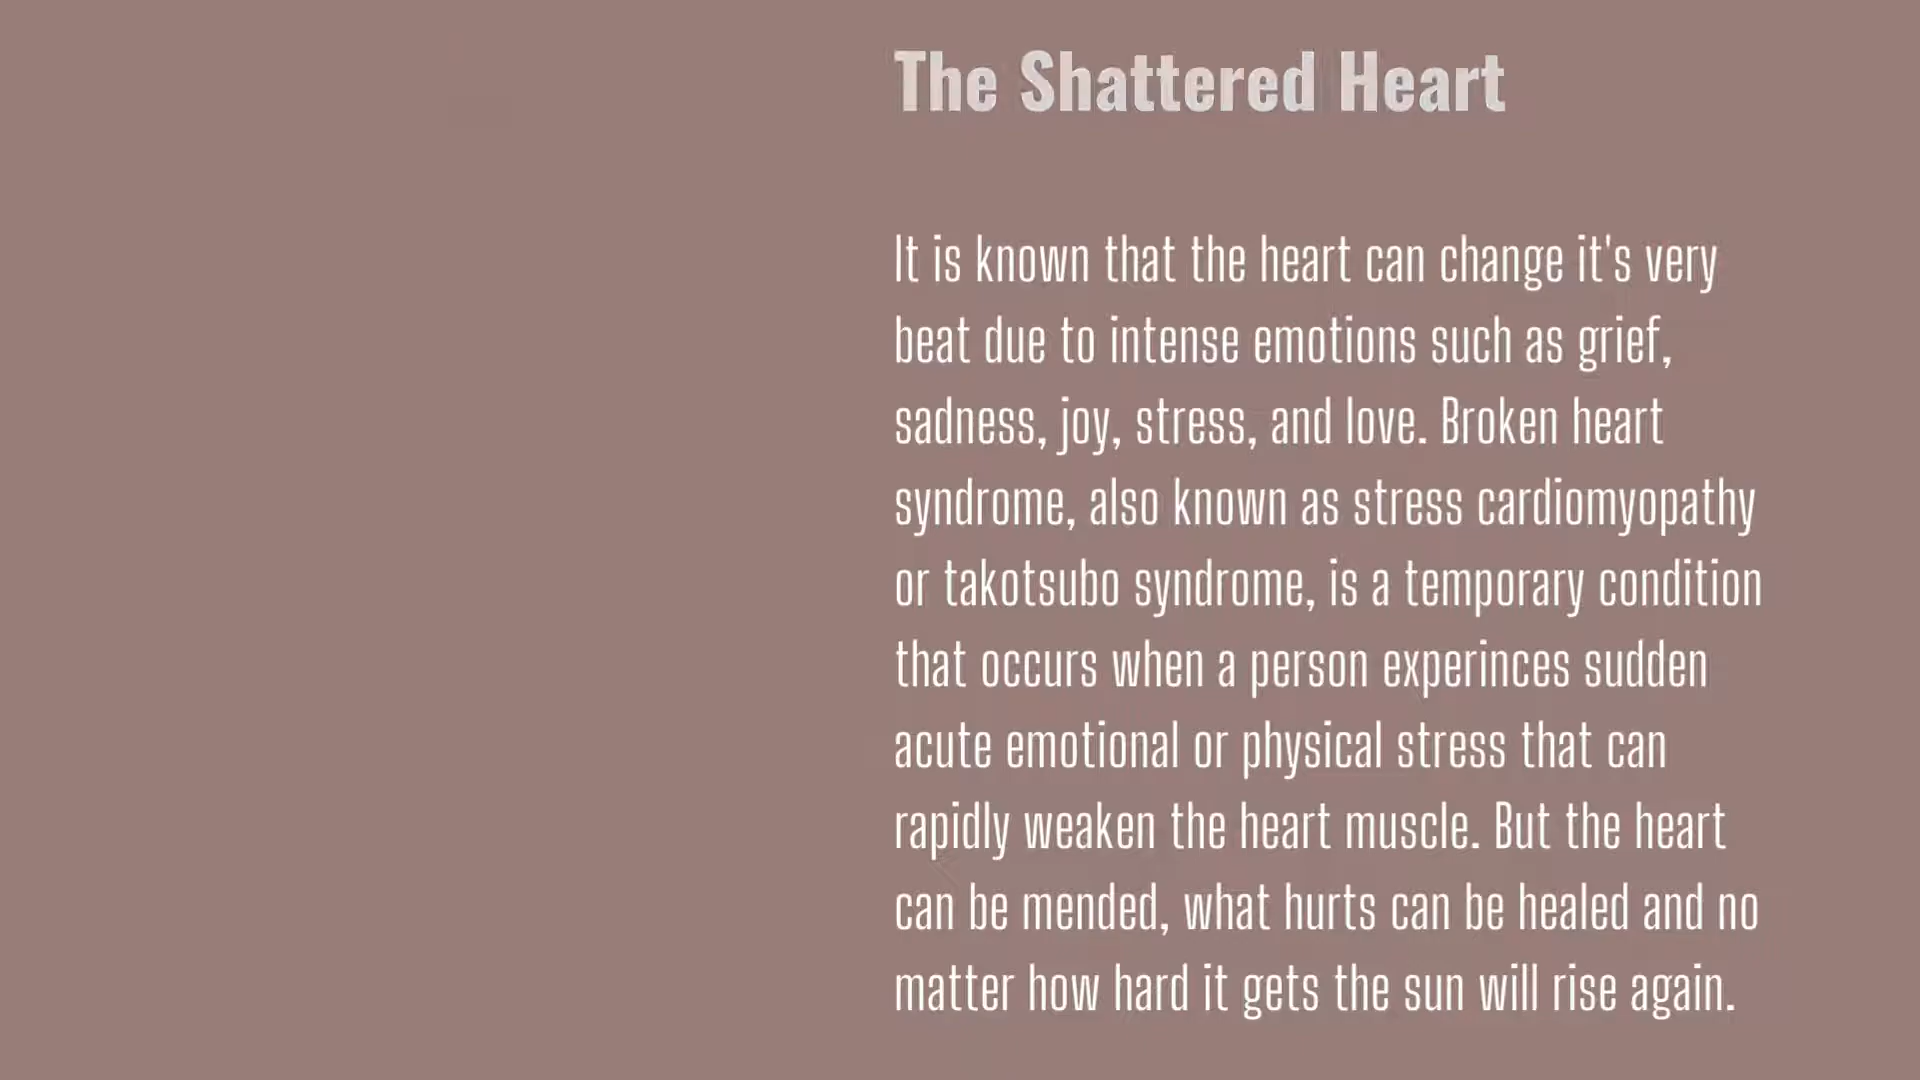 The Shattered Heart
It is known that the heart can change it's very
beat due to intense emotions such as grief,
sadness, joy, stress, and love. Broken heart
syndrome, also known as stress cardiomyopathy
or takotsubo syndrome, is a temporary condition
that occurs when a person experinces sudden
acute emotional or physical stress that can
rapidly weaken the heart muscle. But the heart
can be mended, what hurts can be healed and no
matter how hard it gets the sun will rise again.